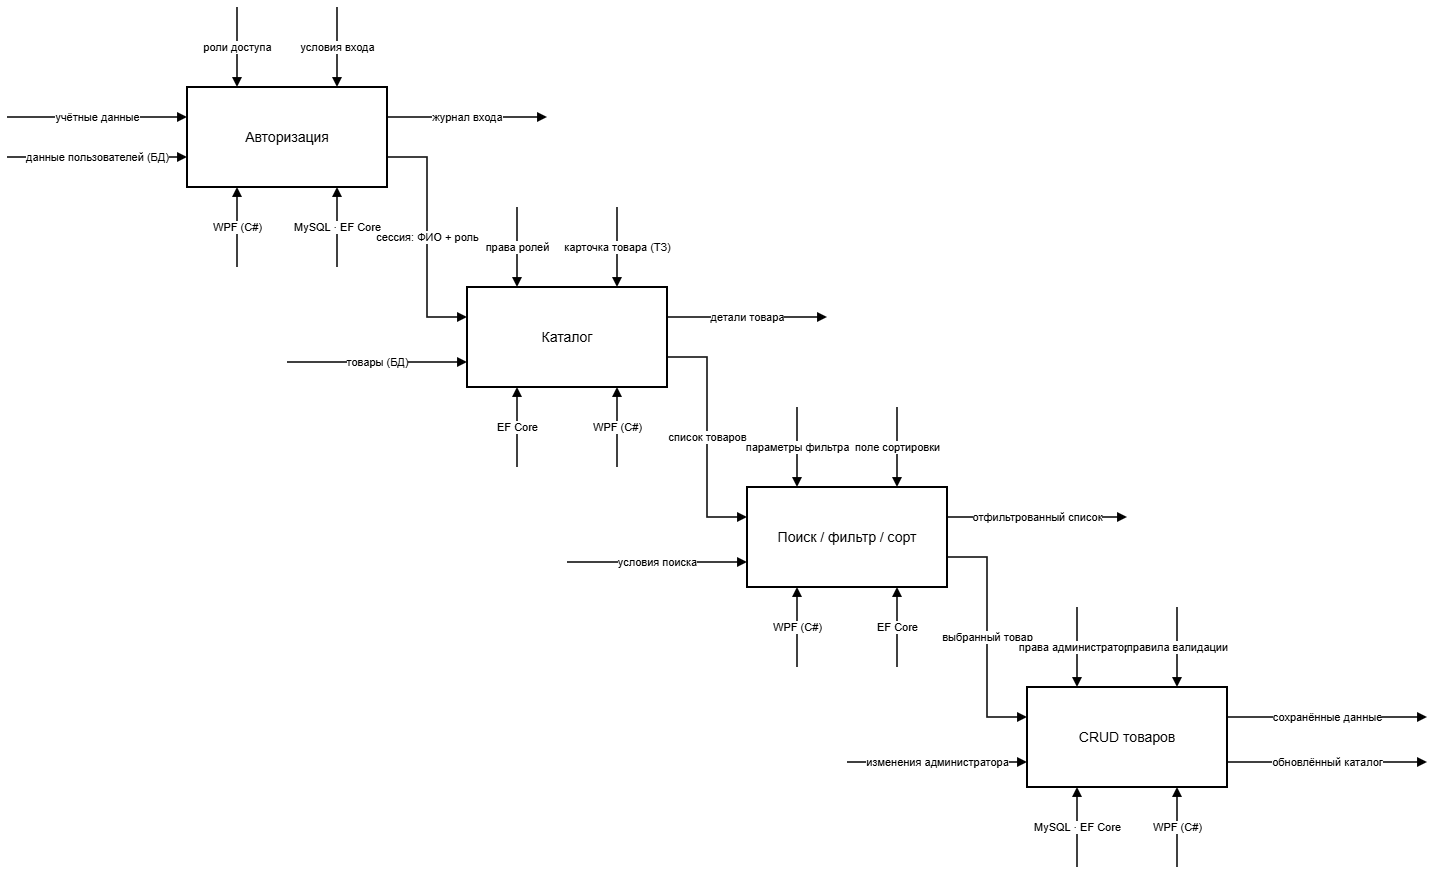 роли доступа
условия входа
учётные данные
журнал входа
Авторизация
данные пользователей (БД)
WPF (C#)
MySQL · EF Core
сессия: ФИО + роль
права ролей
карточка товара (ТЗ)
детали товара
Каталог
товары (БД)
EF Core
WPF (C#)
список товаров
параметры фильтра
поле сортировки
отфильтрованный список
Поиск / фильтр / сорт
условия поиска
WPF (C#)
EF Core
выбранный товар
права администратора
правила валидации
сохранённые данные
CRUD товаров
изменения администратора
обновлённый каталог
MySQL · EF Core
WPF (C#)